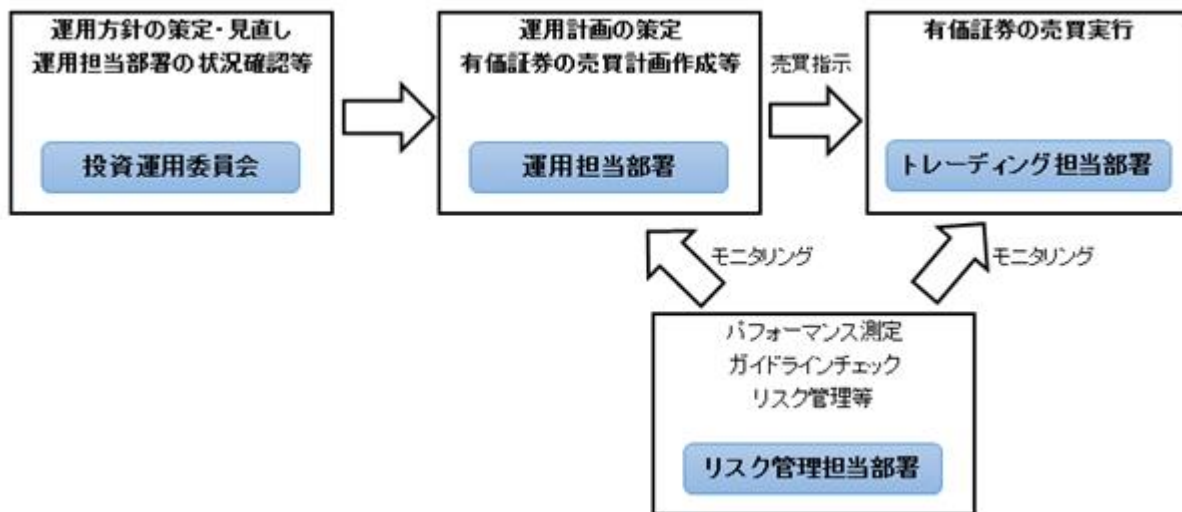 運用方針の策定・見直し
運用担当部署の状況確認等
投資運用委員会
運用計画の策定
有価証券の売買計画作成等
運用担当部署
売買指示
有価証券の売買実行
トレーディング担当部署
モニタリング
モニタリング
パフォーマンス測定
ガイドラインチェック
リスク管理等
リスク管理担当部署